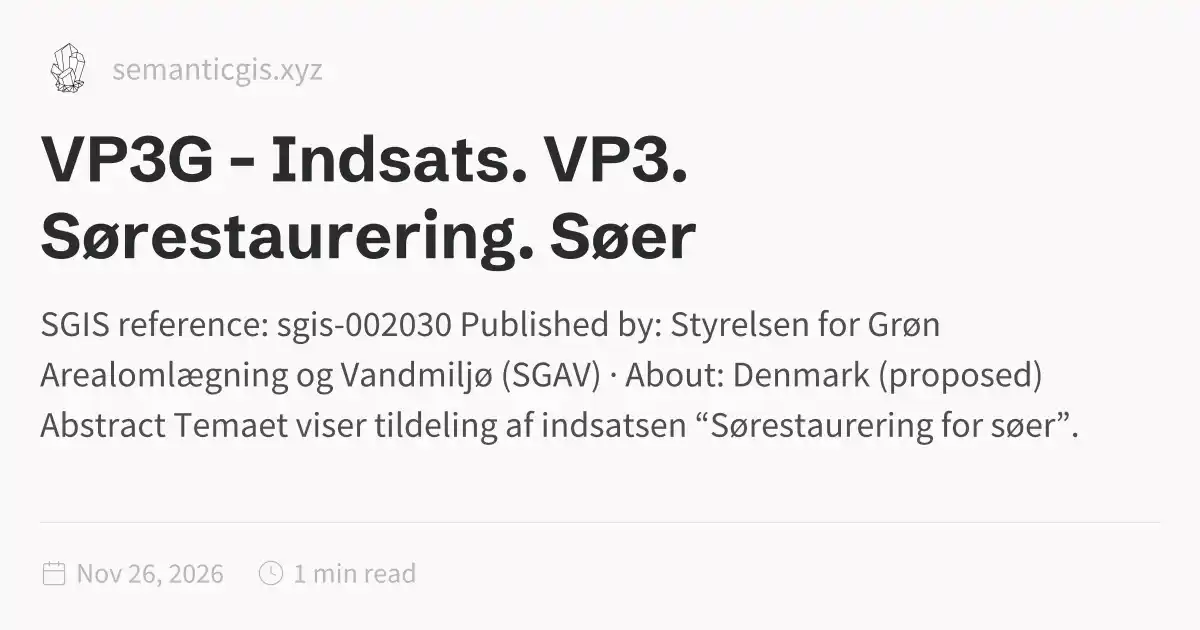 semanticgis.xyz
VP3G - Indsats. VP3.
Sørestaurering. Søer
SGIS reference: sgis-002030 Published by: Styrelsen for Grøn
Arealomlægning og Vandmiljø (SGAV) · About: Denmark (proposed)
Abstract Temaet viser tildeling af indsatsen “Sørestaurering for søer”.
Nov 26, 2026 1 min read